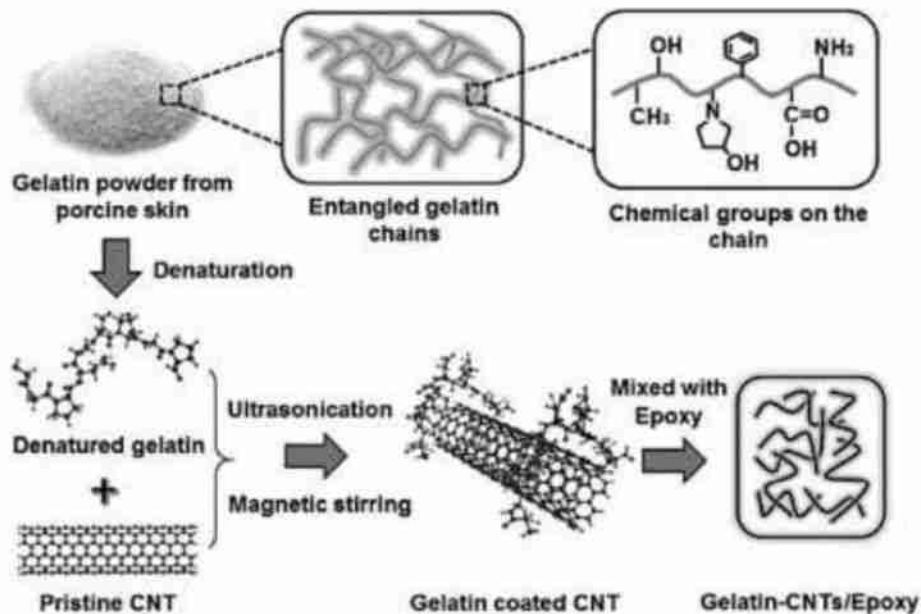 OH
NH₂
CH₃
N
C=O
OH
OH
Gelatin powder from
porcine skin
Entangled gelatin
chains
Chemical groups on the
chain
Denaturation
Denatured gelatin
+
Pristine CNT
Ultrasonication
Magnetic stirring
Gelatin coated CNT
Mixed with
Epoxy
Gelatin-CNTs/Epoxy